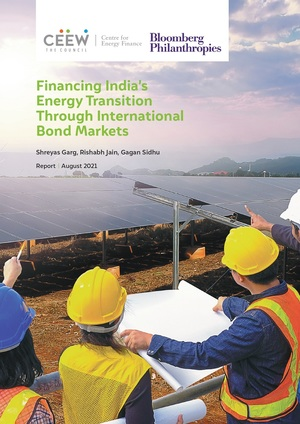 CEEW
THE COUNCIL
Center for
Energy Finance
Bloomberg
Philanthropies
Financing India's
Energy Transition
Through International
Bond Markets
Shreyas Garg, Rishabh Jain, Gagan Sidhu
Report | August 2021